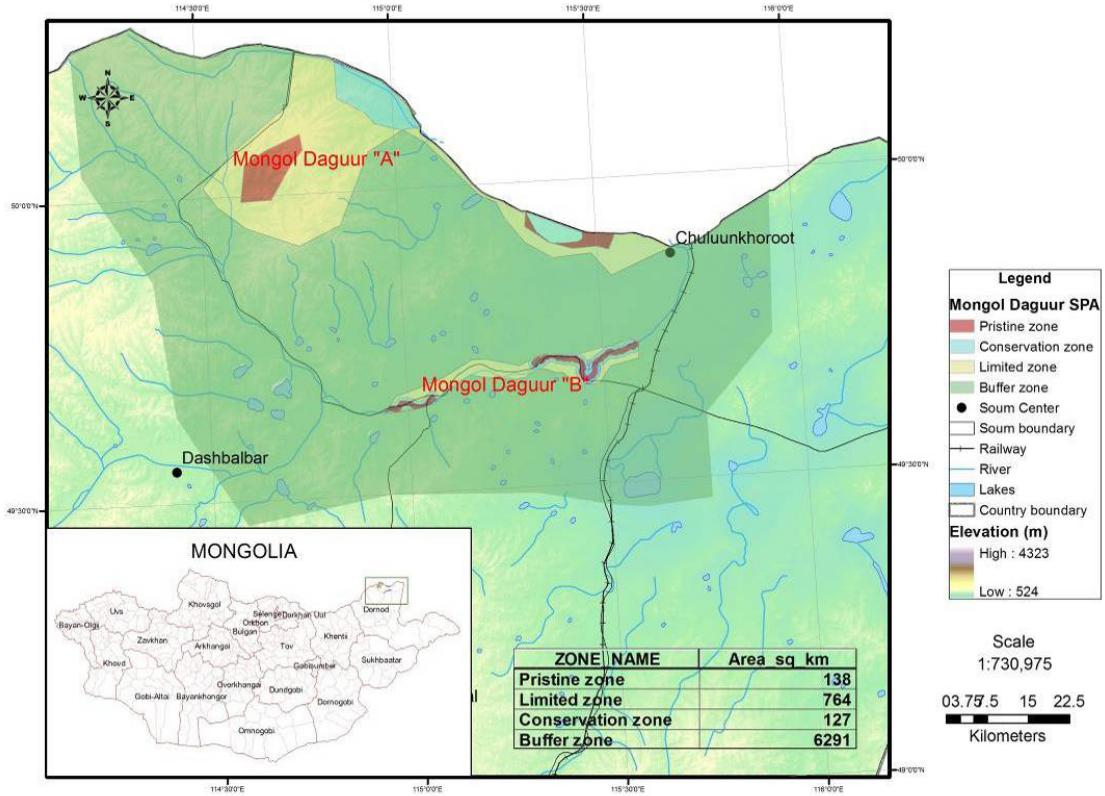 114°30'0"E
115°0'0"E
115°30'0"E
116°0'0"E
N
W
E
S
50°0'0"N
50°0'0"N
49°30'0"N
49°30'0"N
49°0'0"N
Mongol Daguur "A"
Chuluunkhoroot
Mongol Daguur "B"
Dashbalbar
MONGOLIA
Uvs
Khovsgol
Bayan-Olgii
Zavkhan
Selenge
Darkhan Uul
Orkhon
Bulgan
Arkhangai
Tov
Khentii
Dornod
Khovd
Gobisumber
Sukhbaatar
Gobi-Altai
Bayankhongor
Ovorkhangai
Dundgobi
Dornogobi
Omnogobi
ZONE_NAME Area_sq_km
Pristine zone 138
Limited zone 764
Conservation zone 127
Buffer zone 6291
114°30'0"E
115°0'0"E
115°30'0"E
116°0'0"E
Legend
Mongol Daguur SPA
Pristine zone
Conservation zone
Limited zone
Buffer zone
Soum Center
Soum boundary
Railway
River
Lakes
Country boundary
Elevation (m)
High : 4323
Low : 524
Scale
1:730,975
0 3.75 7.5 15 22.5
Kilometers